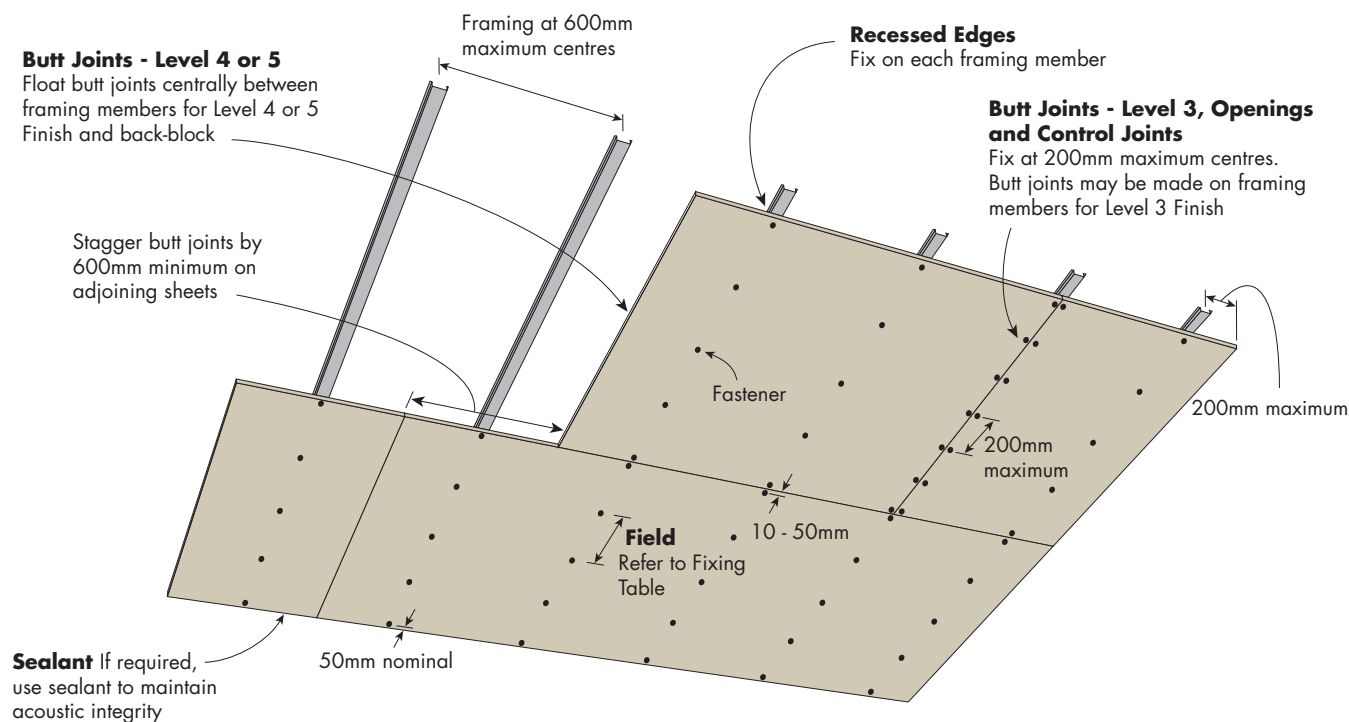 Framing at 600mm
maximum centres
Butt Joints - Level 4 or 5
Float butt joints centrally between
framing members for Level 4 or 5
Finish and back-block
Recessed Edges
Fix on each framing member
Butt Joints - Level 3, Openings
and Control Joints
Fix at 200mm maximum centres.
Butt joints may be made on framing
members for Level 3 Finish
Stagger butt joints by
600mm minimum on
adjoining sheets
Fastener
200mm maximum
200mm
maximum
10 - 50mm
Field
Refer to Fixing
Table
50mm nominal
Sealant If required,
use sealant to maintain
acoustic integrity